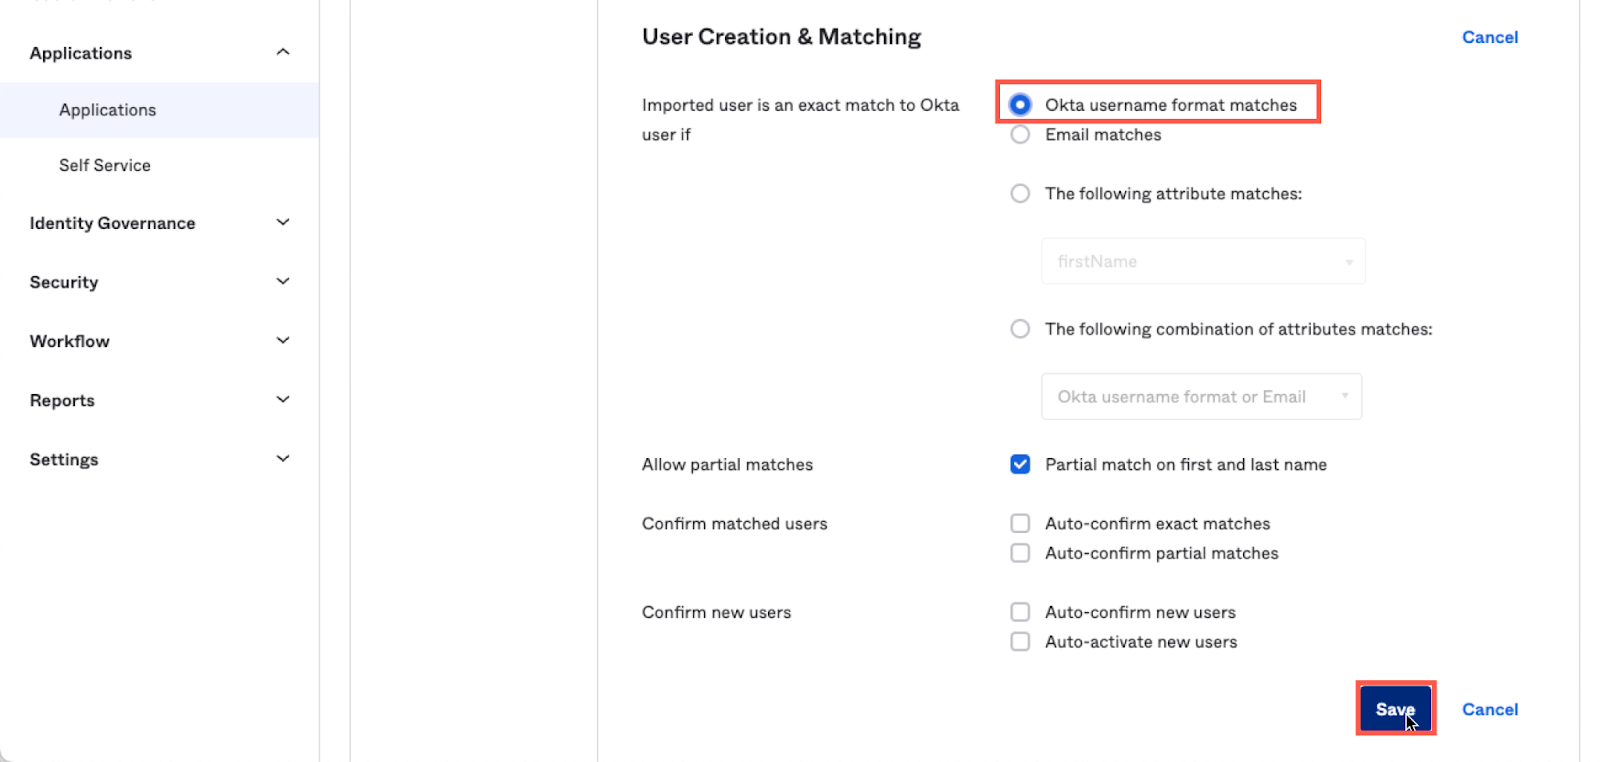 Applications
Applications
Self Service
Identity Governance
Security
Workflow
Reports
Settings
User Creation & Matching
Cancel
Imported user is an exact match to Okta
user if
Okta username format matches
Email matches
The following attribute matches:
firstName
The following combination of attributes matches:
Okta username format or Email
Allow partial matches
Partial match on first and last name
Confirm matched users
Auto-confirm exact matches
Auto-confirm partial matches
Confirm new users
Auto-confirm new users
Auto-activate new users
Save
Cancel